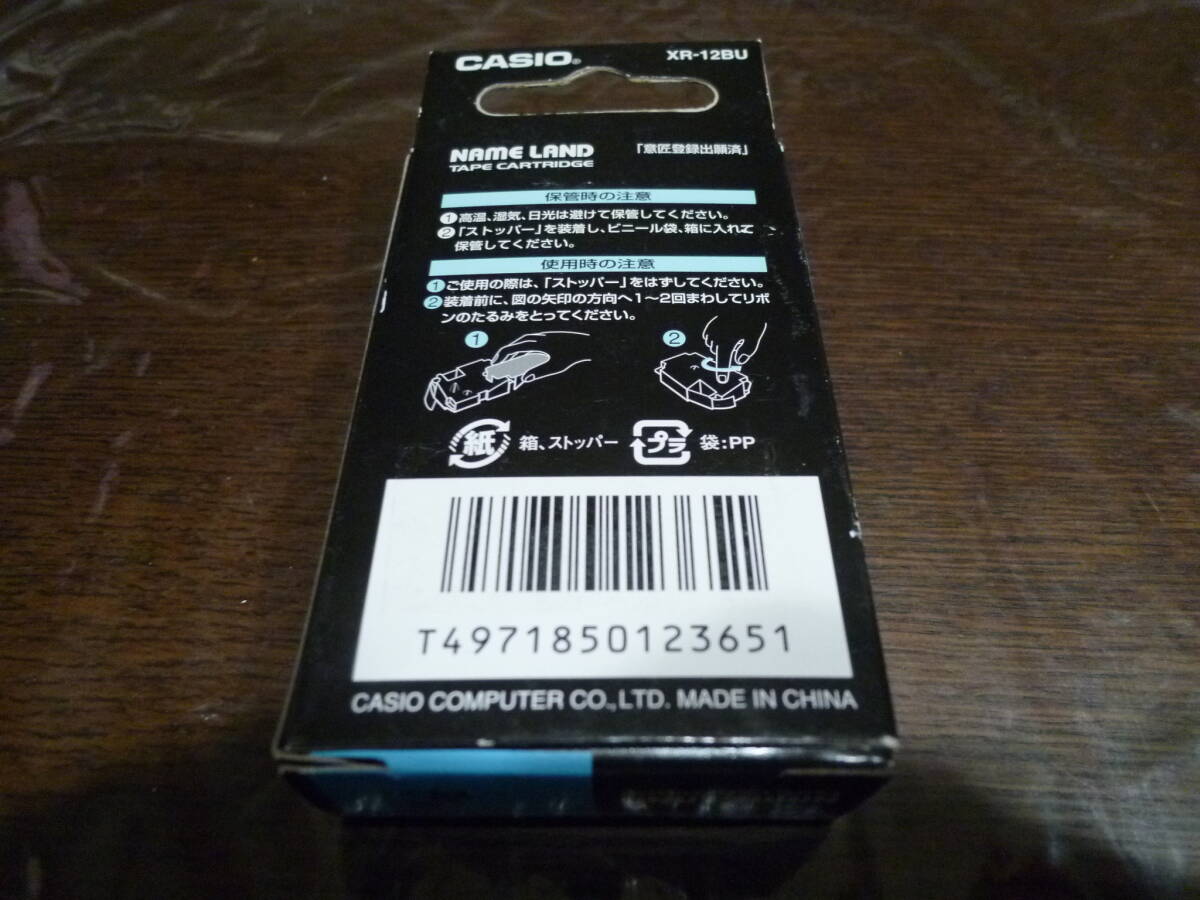 CASIO® XR-12BU
NAME LAND 「意匠登録出願済」
TAPE CARTRIDGE
保管時の注意
①高温、湿気、日光は避けて保管してください。
②「ストッパー」を装着し、ビニール袋、箱に入れて
保管してください。
使用時の注意
①ご使用の際は、「ストッパー」をはずしてください。
②装着前に、図の矢印の方向へ1〜2回まわしてリボ
ンのたるみをとってください。
① ②
紙 箱、ストッパー プラ 袋:PP
T4971850123651
CASIO COMPUTER CO.,LTD. MADE IN CHINA